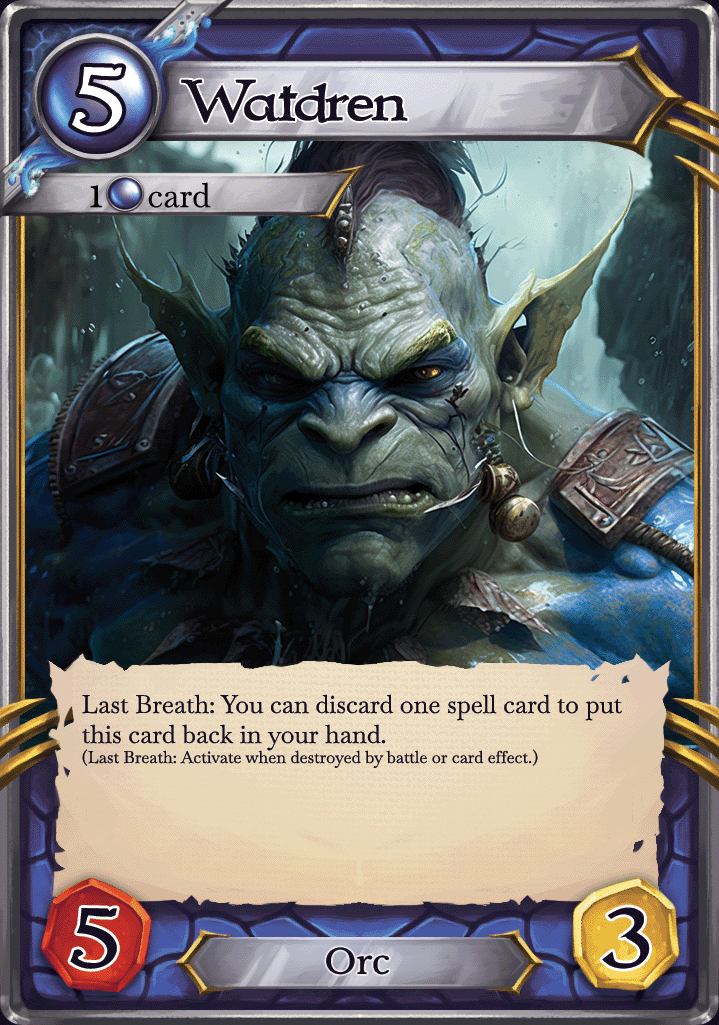 5
Watdren
1 card
Last Breath: You can discard one spell card to put
this card back in your hand.
(Last Breath: Activate when destroyed by battle or card effect.)
5
Orc
3